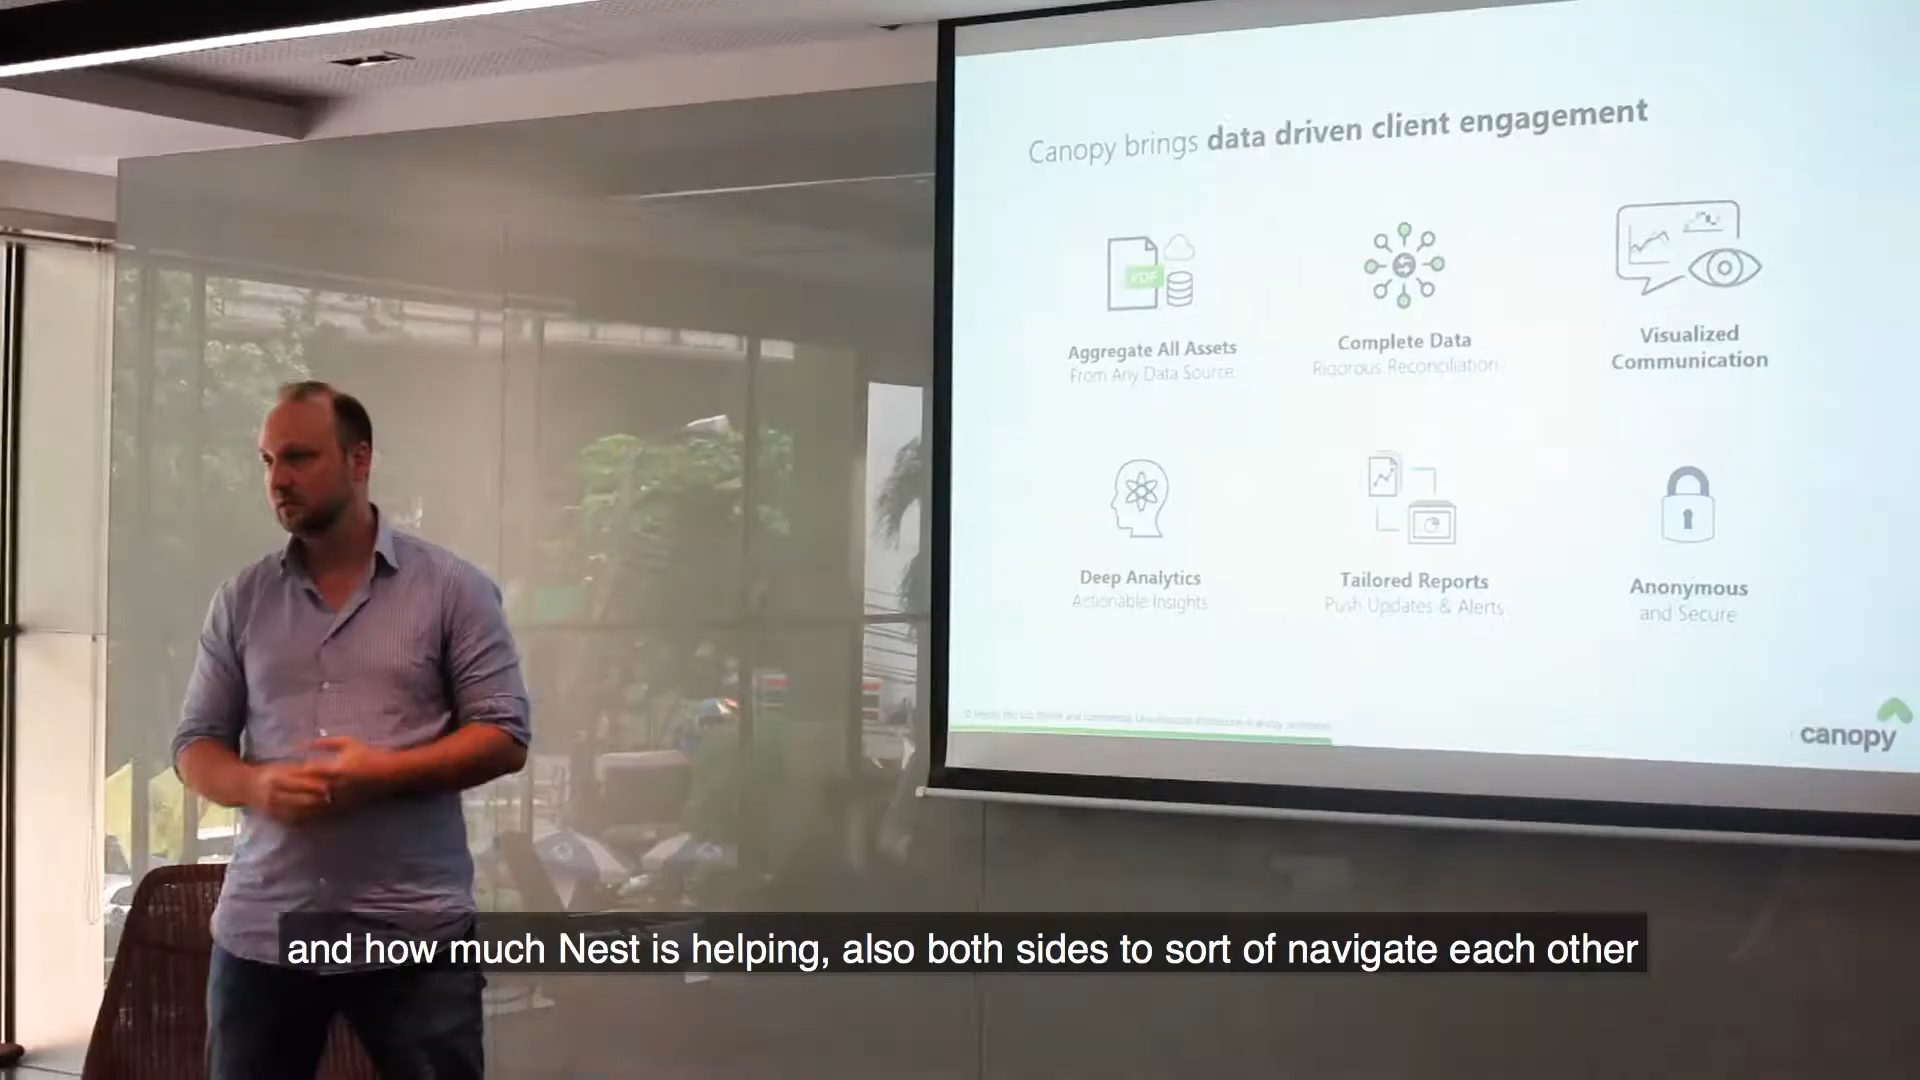 Canopy brings data driven client engagement
PDF
Aggregate All Assets
From Any Data Source
Complete Data
Rigorous Reconciliation
Visualized
Communication
Deep Analytics
Actionable Insights
Tailored Reports
Push Updates & Alerts
Anonymous
and Secure
canopy
and how much Nest is helping, also both sides to sort of navigate each other